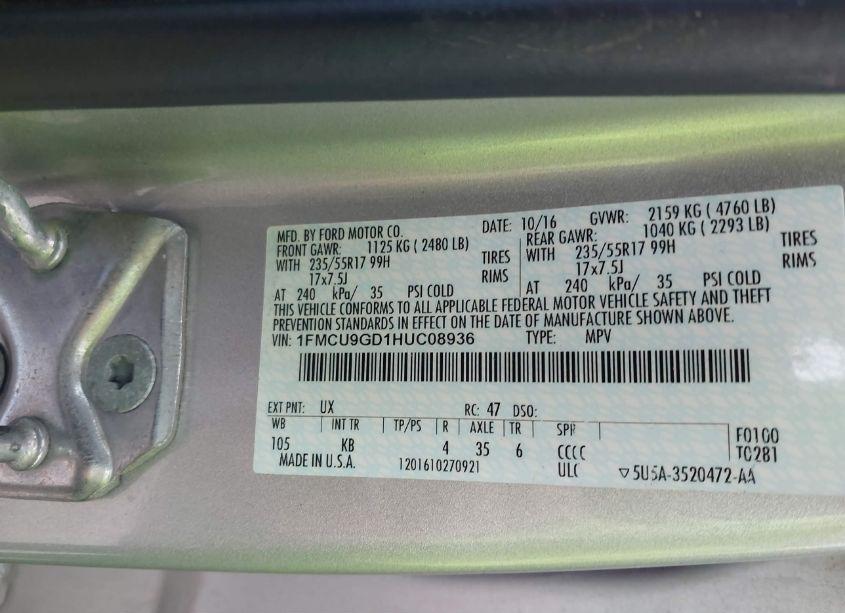 MFD. BY FORD MOTOR CO. DATE: 10/16 GVWR: 2159 KG ( 4760 LB)
FRONT GAWR: 1125 KG ( 2480 LB) REAR GAWR: 1040 KG ( 2293 LB)
WITH 235/55R17 99H TIRES WITH 235/55R17 99H TIRES
17x7.5J RIMS 17x7.5J RIMS
AT 240 kPa/ 35 PSI COLD AT 240 kPa/ 35 PSI COLD
THIS VEHICLE CONFORMS TO ALL APPLICABLE FEDERAL MOTOR VEHICLE SAFETY AND THEFT
PREVENTION STANDARDS IN EFFECT ON THE DATE OF MANUFACTURE SHOWN ABOVE.
VIN: 1FMCU9GD1HUC08936 TYPE: MPV
EXT PNT: UX RC: 47 DSO:
WB INT TR TP/PS R AXLE TR SPR
105 KB 4 35 6 CCCC
F0100
T0281
MADE IN U.S.A. 1201610270921 ULC ▽5U5A-3520472-AA